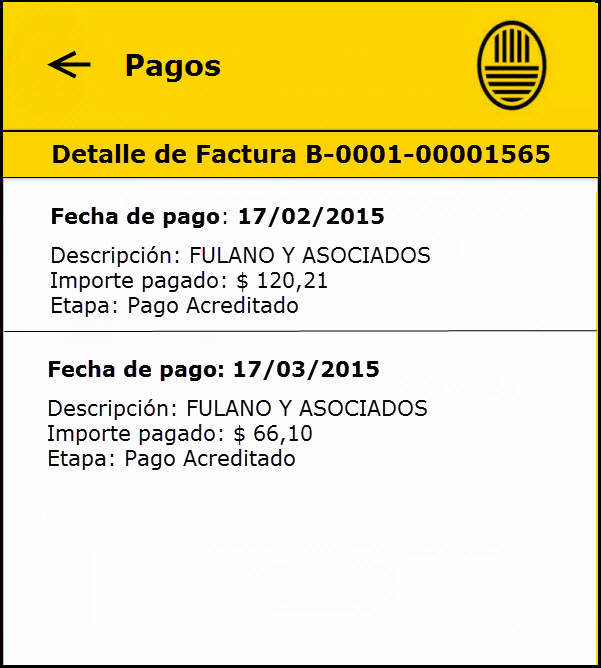 Pagos
Detalle de Factura B-0001-00001565
Fecha de pago: 17/02/2015
Descripción: FULANO Y ASOCIADOS
Importe pagado: $ 120,21
Etapa: Pago Acreditado
Fecha de pago: 17/03/2015
Descripción: FULANO Y ASOCIADOS
Importe pagado: $ 66,10
Etapa: Pago Acreditado